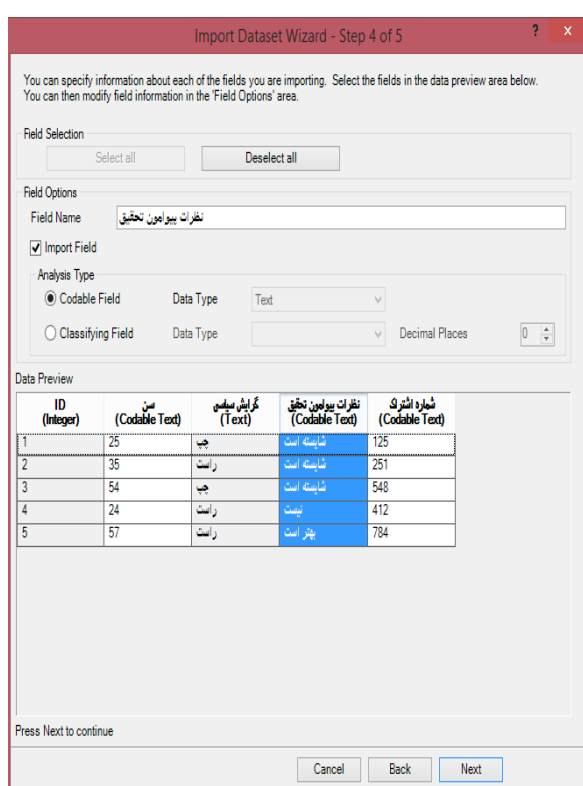 Import Dataset Wizard - Step 4 of 5
? x
You can specify information about each of the fields you are importing. Select the fields in the data preview area below.
You can then modify field information in the 'Field Options' area.
Field Selection
Select all Deselect all
Field Options
Field Name نظرات پیوامون تحقیق
Import Field
Analysis Type
Codable Field Data Type Text
Classifying Field Data Type Decimal Places 0
Data Preview
ID سن گرایش سیاسی نظرات پیوامون تحقیق شماره اشتراک
(Integer) (Codable Text) (Text) (Codable Text) (Codable Text)
1 25 چپ شایسته است 125
2 35 راست شایسته است 251
3 54 چپ شایسته است 548
4 24 راست نیست 412
5 57 راست بهتر است 784
Press Next to continue
Cancel Back Next